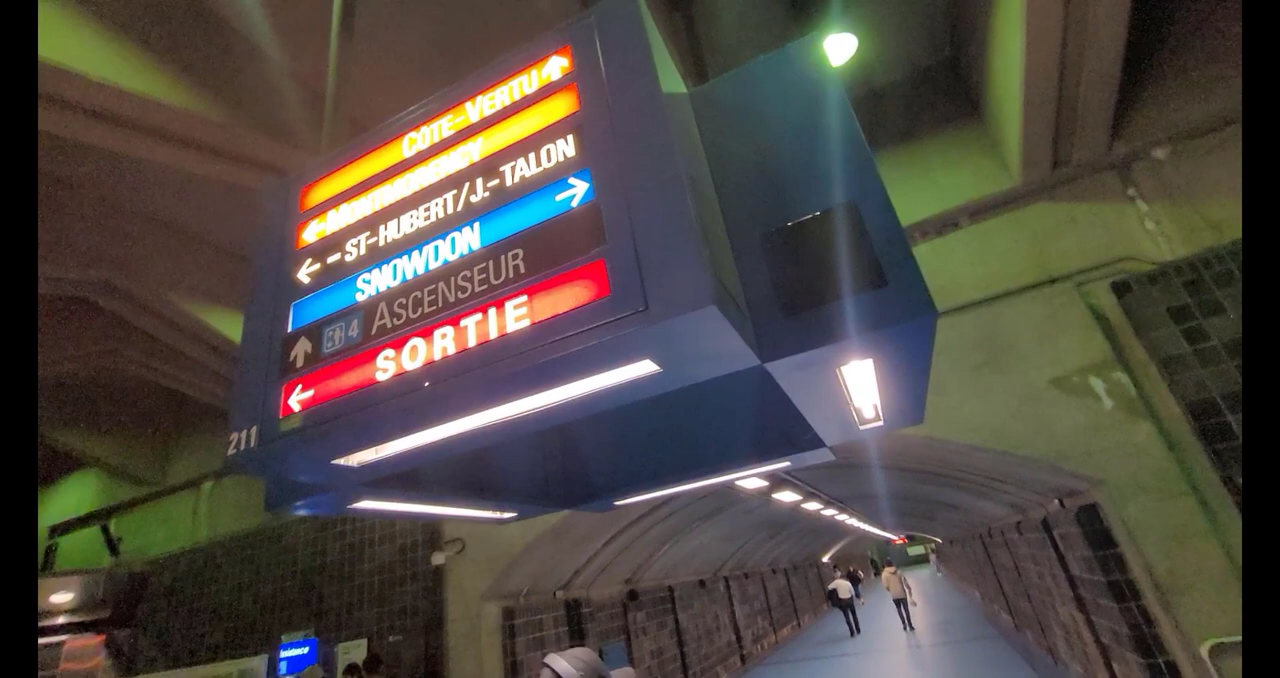 CÔTE-VERTU ↑
← MONTMORENCY
← - ST-HUBERT/J.-TALON
SNOWDON →
↑ 4 ASCENSEUR
← SORTIE
211